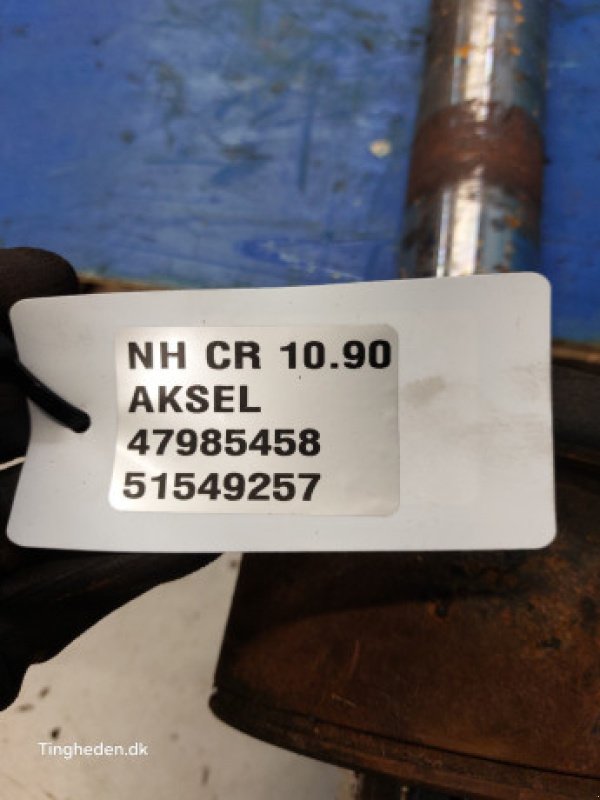 NH CR 10.90
AKSEL
47985458
51549257
Tingheden.dk